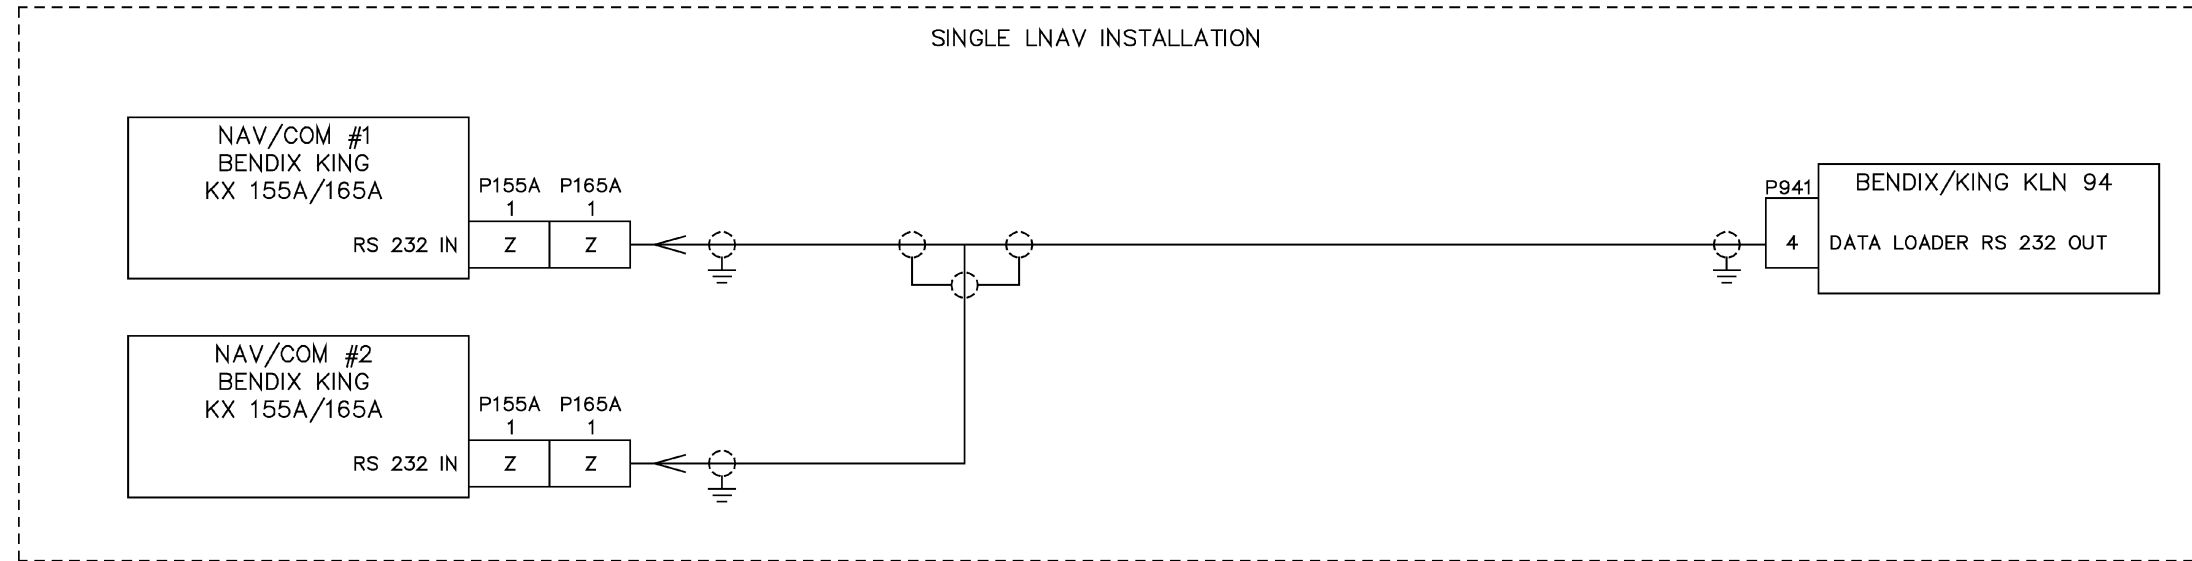 SINGLE LNAV INSTALLATION
NAV/COM #1
BENDIX KING
KX 155A/165A
P155A P165A
1 1
RS 232 IN Z Z
P941
BENDIX/KING KLN 94
4 DATA LOADER RS 232 OUT
NAV/COM #2
BENDIX KING
KX 155A/165A
P155A P165A
1 1
RS 232 IN Z Z